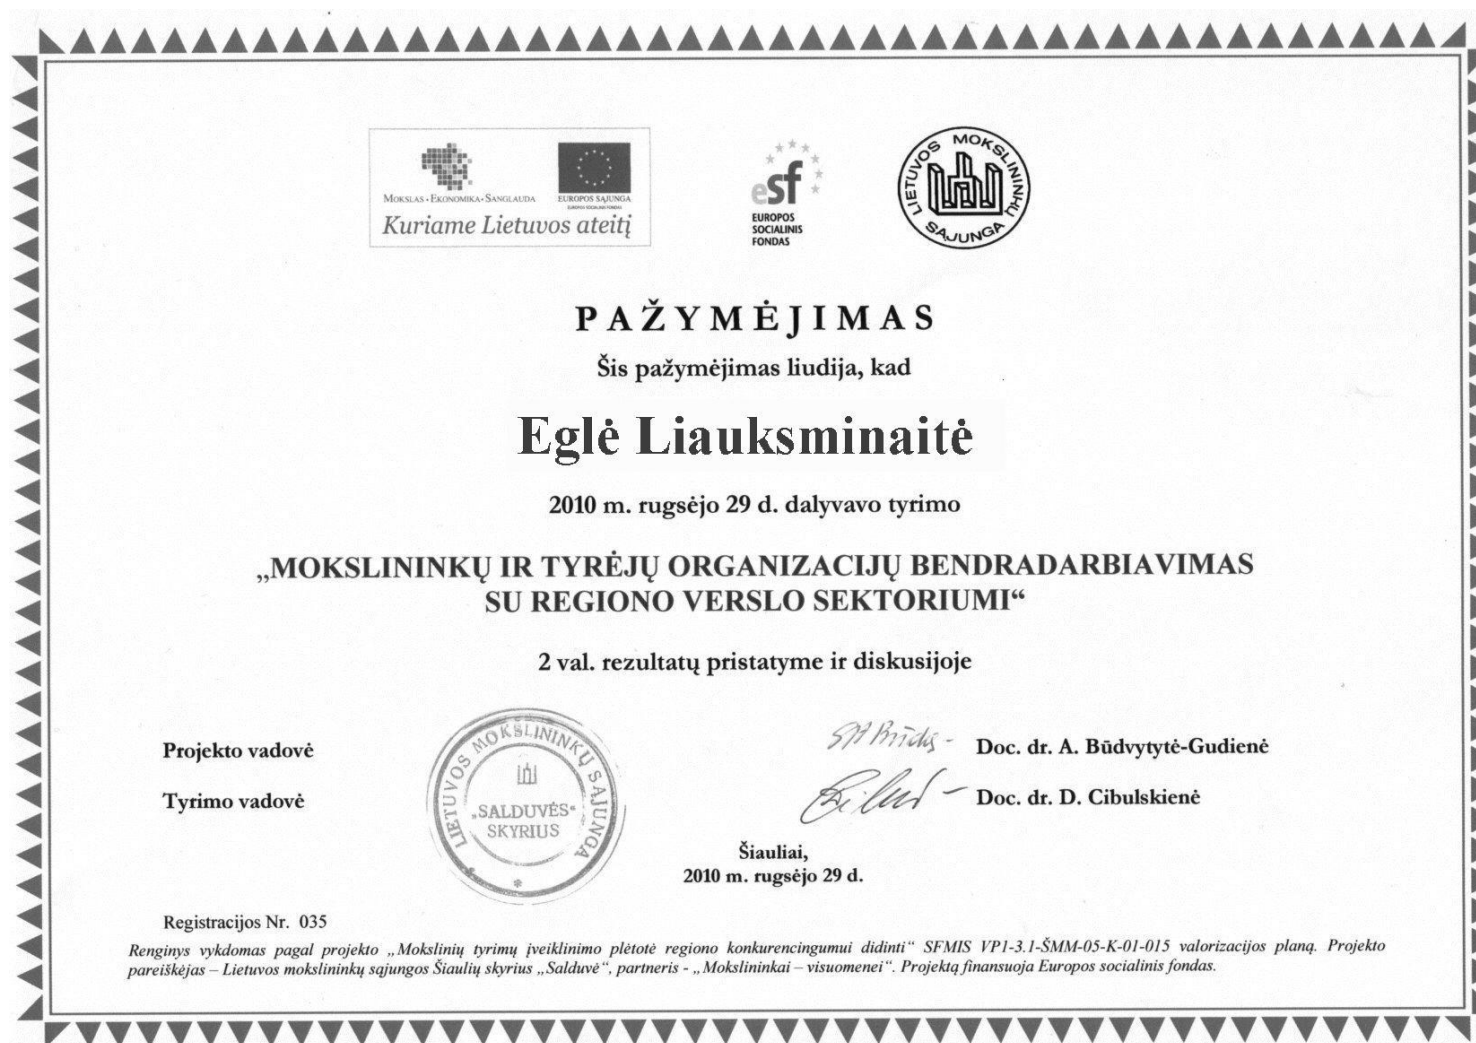 MOKSLAS • EKONOMIKA • SANGLAUDA
EUROPOS SĄJUNGA
EUROPOS SOCIALINIS FONDAS
Kuriame Lietuvos ateitį
esf
EUROPOS
SOCIALINIS
FONDAS
LIETUVOS MOKSLININKŲ
SĄJUNGA
PAŽYMĖJIMAS
Šis pažymėjimas liudija, kad
Eglė Liauksminaitė
2010 m. rugsėjo 29 d. dalyvavo tyrimo
„MOKSLININKŲ IR TYRĖJŲ ORGANIZACIJŲ BENDRADARBIAVIMAS
SU REGIONO VERSLO SEKTORIUMI“
2 val. rezultatų pristatyme ir diskusijoje
Projekto vadovė
Doc. dr. A. Būdvytytė-Gudienė
Tyrimo vadovė
Doc. dr. D. Cibulskienė
LIETUVOS MOKSLININKŲ SĄJUNGA
„SALDUVĖS“
SKYRIUS
Šiauliai,
2010 m. rugsėjo 29 d.
Registracijos Nr. 035
Renginys vykdomas pagal projekto „Mokslinių tyrimų įveiklinimo plėtotė regiono konkurencingumui didinti“ SFMIS VP1-3.1-ŠMM-05-K-01-015 valorizacijos planą. Projekto
pareiškėjas – Lietuvos mokslininkų sąjungos Šiaulių skyrius „Salduvė“, partneris - „Mokslininkai – visuomenei“. Projektą finansuoja Europos socialinis fondas.